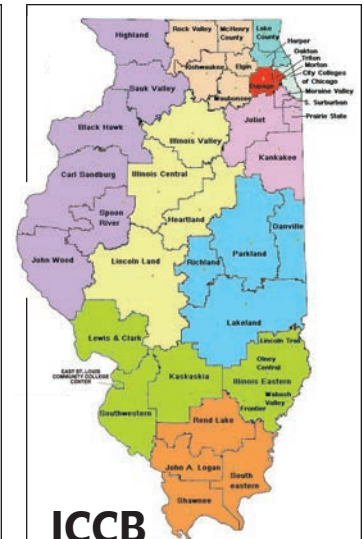 Highland
Rock Valley
McHenry
County
Lake
County
Harper
Oakton
Triton
Morton
City Colleges
of Chicago
Moraine Valley
S. Suburban
Prairie State
Kishwaukee
Elgin
Dupage
Waubonsee
Sauk Valley
Joliet
Black Hawk
Illinois Valley
Kankakee
Carl Sandburg
Illinois Central
Spoon
River
Heartland
Danville
Parkland
John Wood
Lincoln Land
Richland
Lakeland
Lincoln Trail
Lewis & Clark
Olney
Central
EAST ST. LOUIS
COMMUNITY COLLEGE
CENTER
Kaskaskia
Illinois Eastern
Wabash
Valley
Frontier
Southwestern
Rend Lake
John A. Logan
South
eastern
Shawnee
ICCB